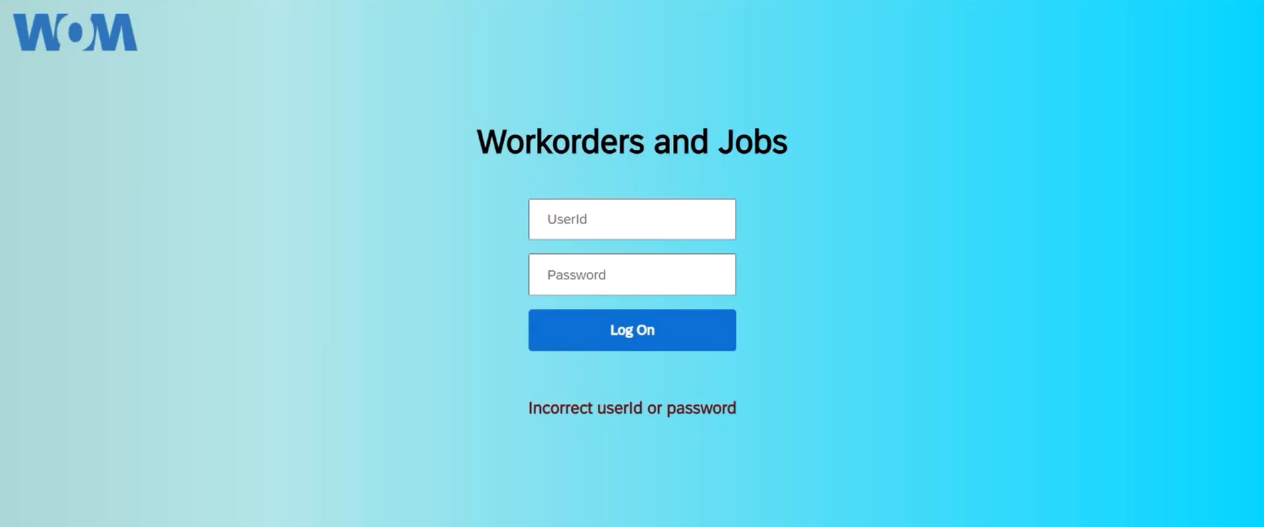 WOM
Workorders and Jobs
UserId
Password
Log On
Incorrect userId or password